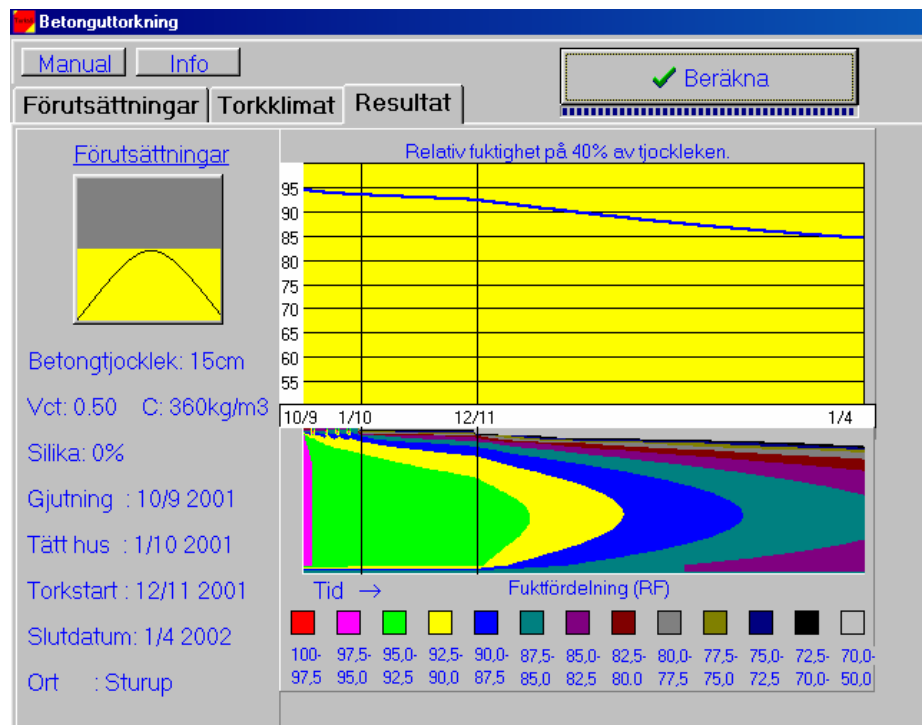 Betonguttorkning
Manual Info
Beräkna
Förutsättningar Torkklimat Resultat
Förutsättningar
Relativ fuktighet på 40% av tjockleken.
95
90
85
80
75
70
65
60
55
10/9 1/10 12/11 1/4
Betongtjocklek: 15cm
Vct: 0.50 C: 360kg/m3
Silika: 0%
Gjutning : 10/9 2001
Tätt hus : 1/10 2001
Torkstart : 12/11 2001
Slutdatum: 1/4 2002
Ort : Sturup
Tid → Fuktfördelning (RF)
100- 97,5- 95,0- 92,5- 90,0- 87,5- 85,0- 82,5- 80,0- 77,5- 75,0- 72,5- 70,0-
97,5 95,0 92,5 90,0 87,5 85,0 82,5 80.0 77,5 75,0 72,5 70,0- 50,0